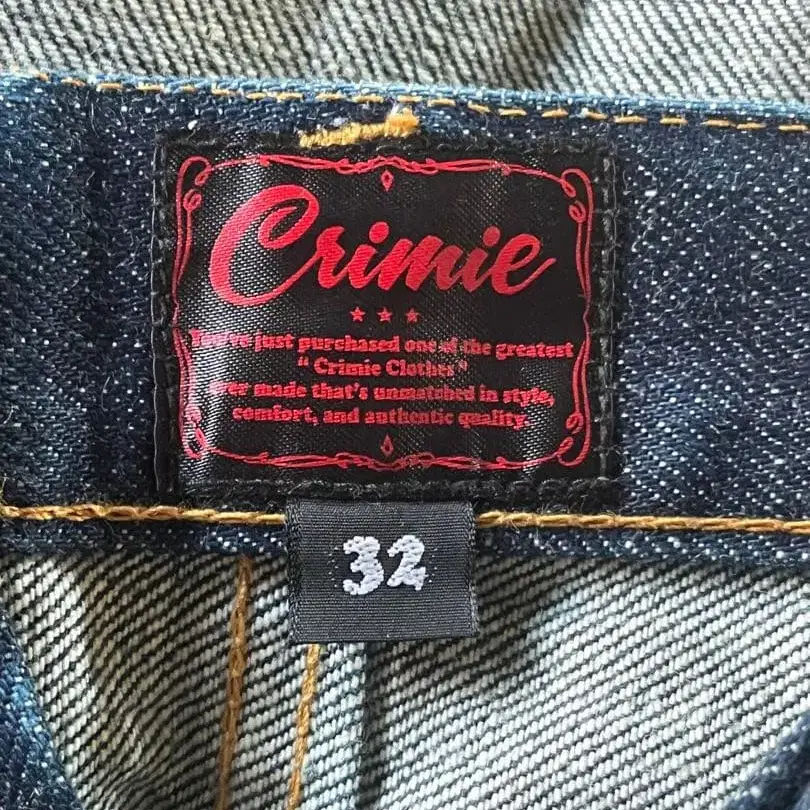 Crimie
You've just purchased one of the greatest
" Crimie Clothes "
ever made that's unmatched in style,
comfort, and authentic quality.
32